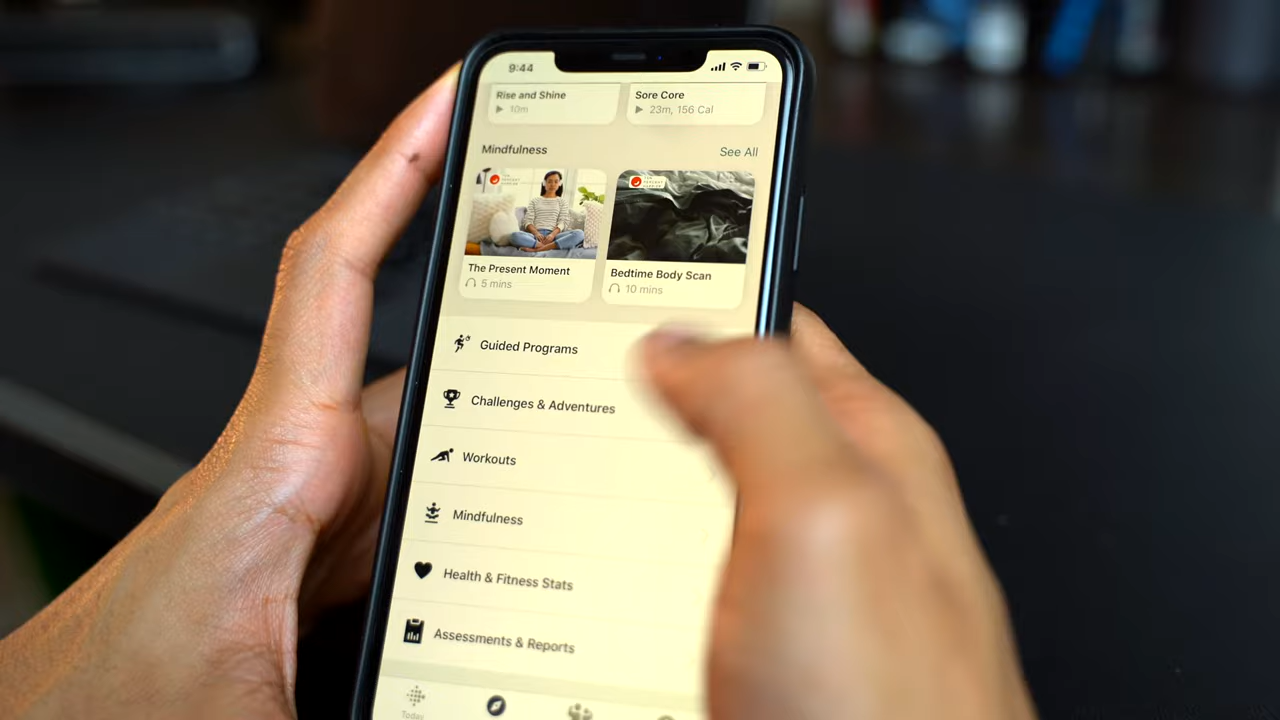 9:44
Rise and Shine
10m
Sore Core
23m, 156 Cal
Mindfulness
See All
The Present Moment
5 mins
Bedtime Body Scan
10 mins
Guided Programs
Challenges & Adventures
Workouts
Mindfulness
Health & Fitness Stats
Assessments & Reports
Today